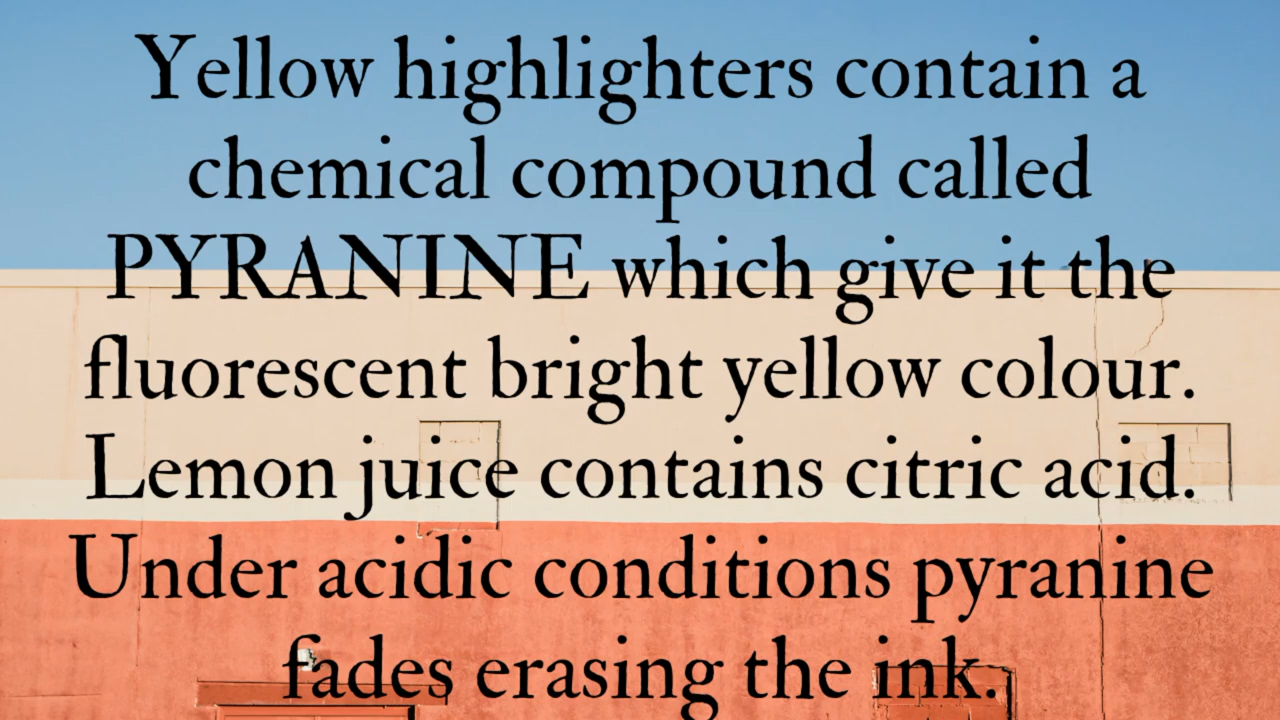 Yellow highlighters contain a
chemical compound called
PYRANINE which give it the
fluorescent bright yellow colour.
Lemon juice contains citric acid.
Under acidic conditions pyranine
fades erasing the ink.